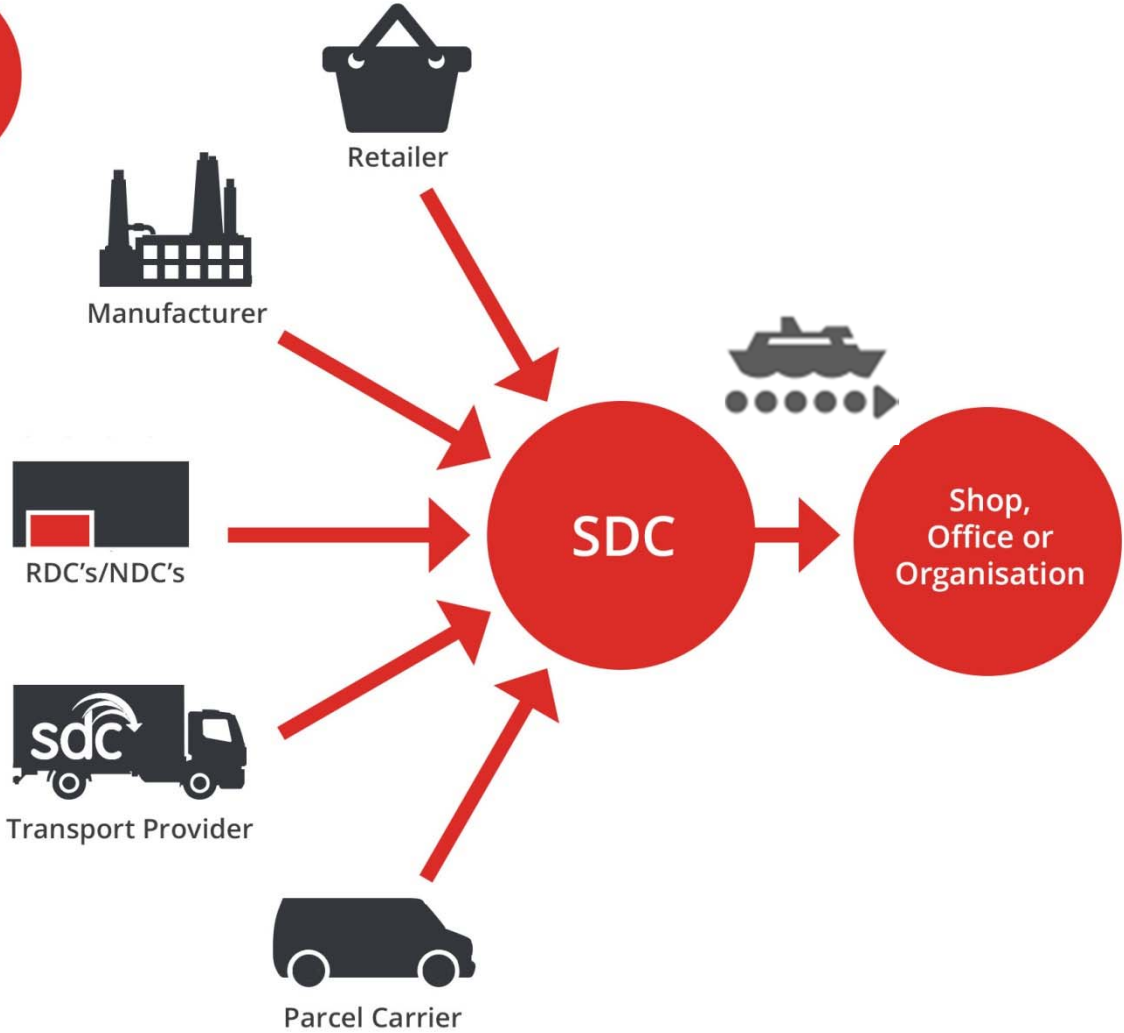 Retailer
Manufacturer
RDC's/NDC's
SDC
Shop,
Office or
Organisation
sdc
Transport Provider
Parcel Carrier